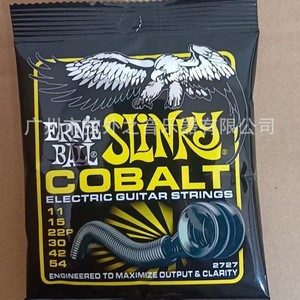 ERNIE BALL
SLINKY
COBALT
ELECTRIC GUITAR STRINGS
11
15
22P
30
42
54
2727
ENGINEERED TO MAXIMIZE OUTPUT & CLARITY